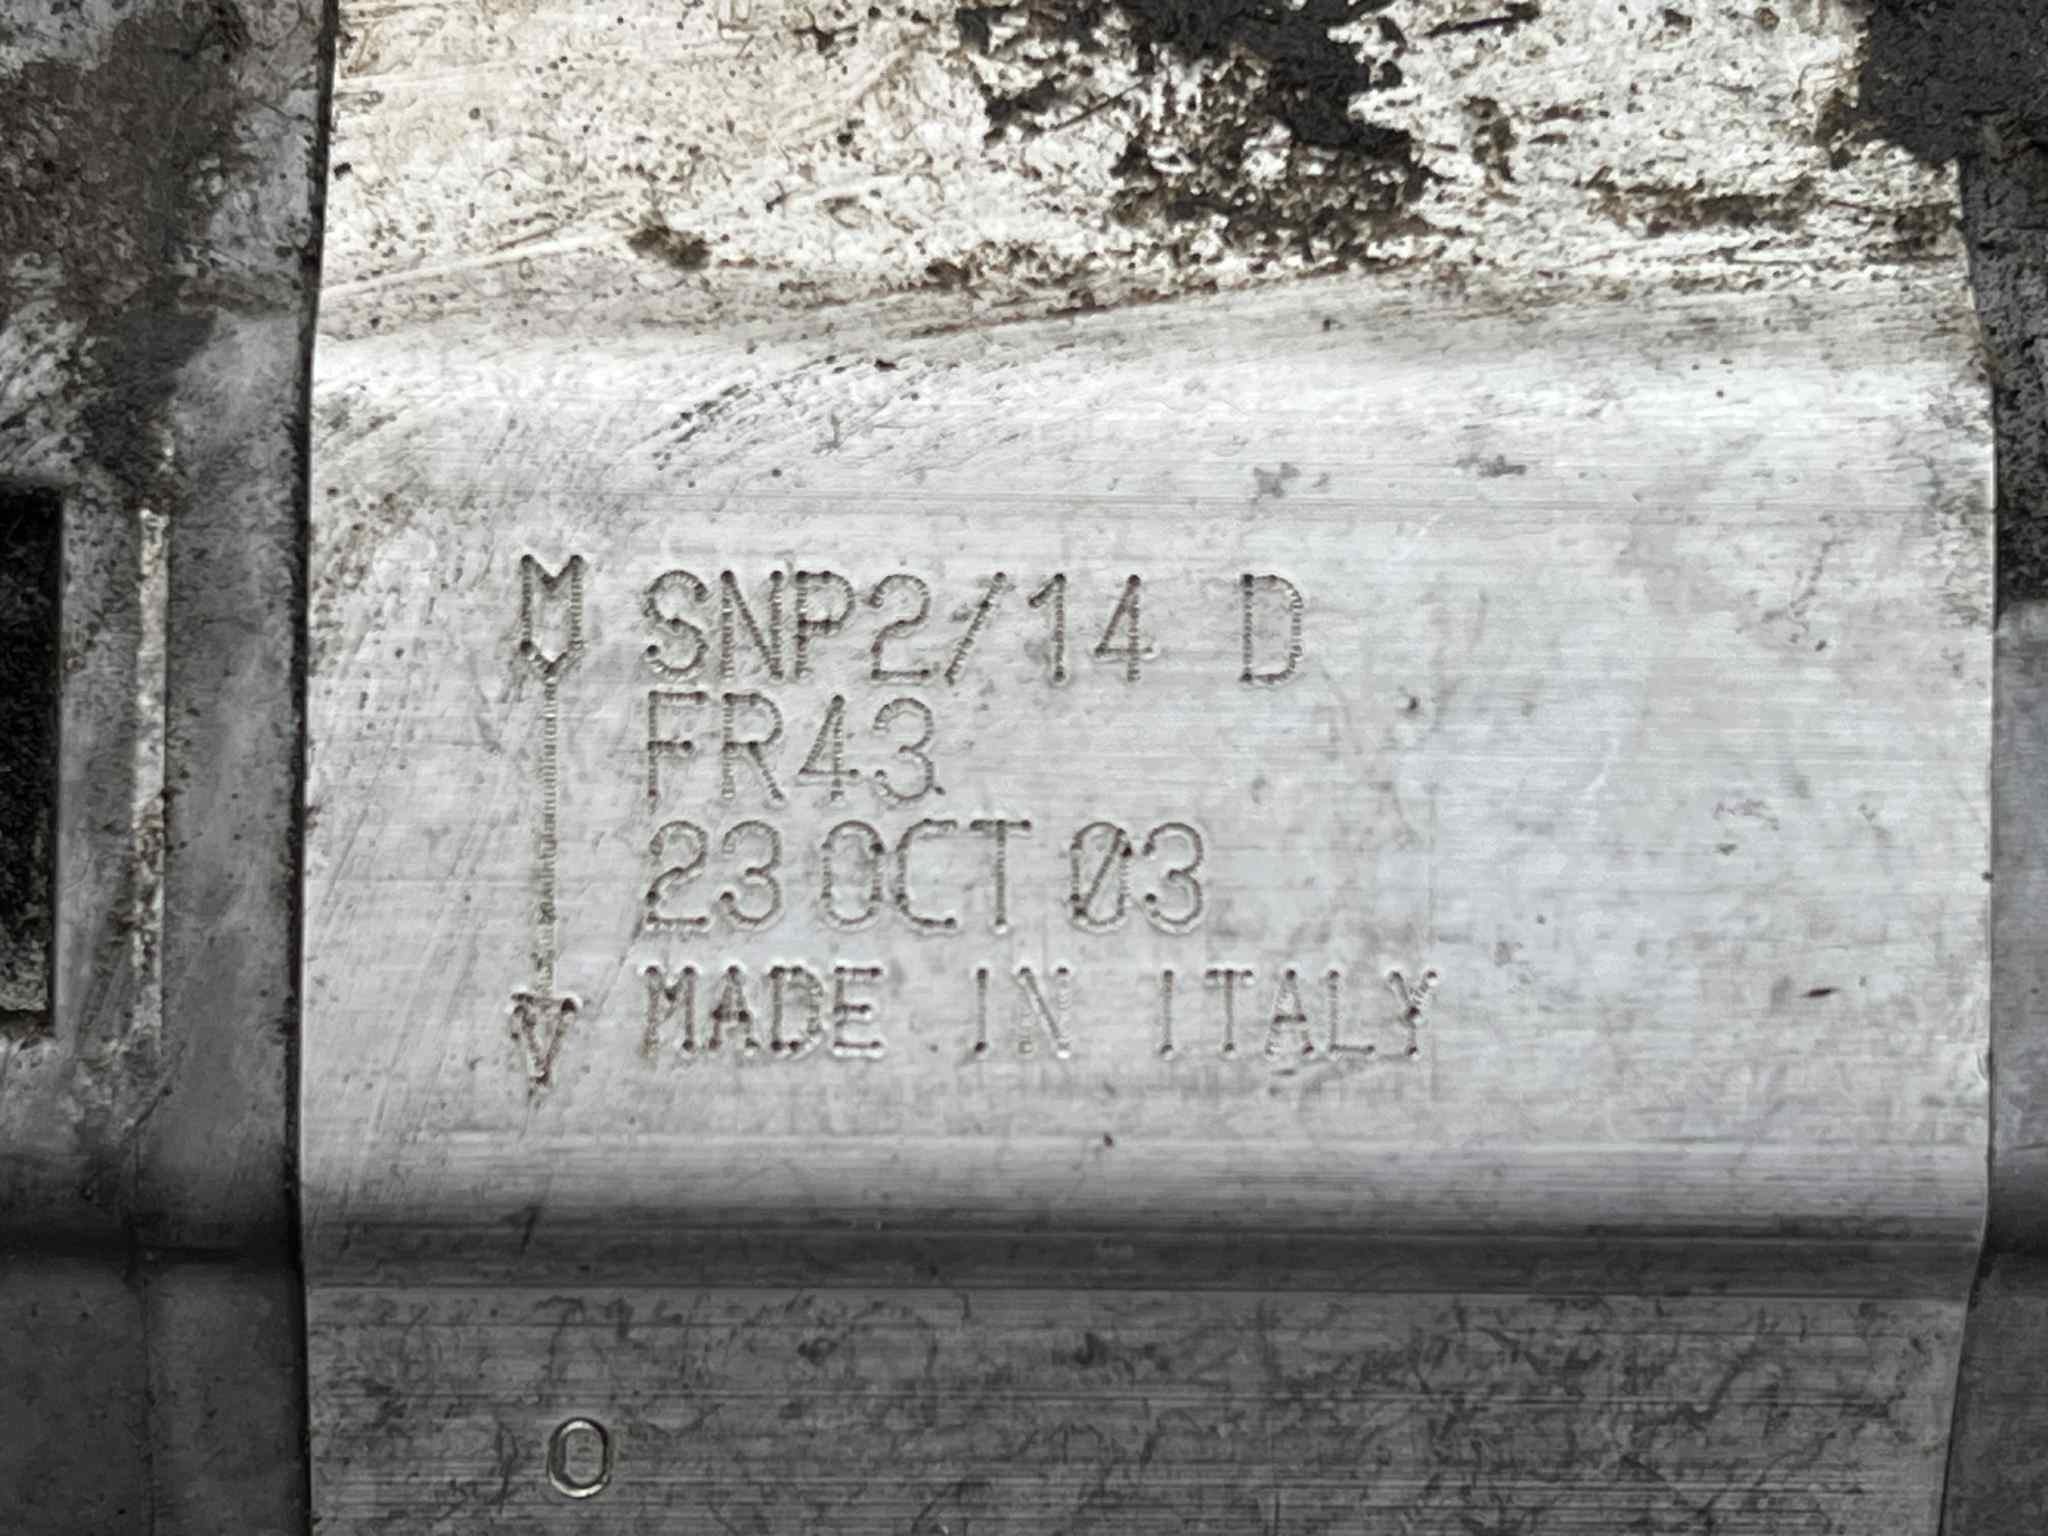 SNP2/14 D
FR43
23 OCT 03
MADE IN ITALY
O